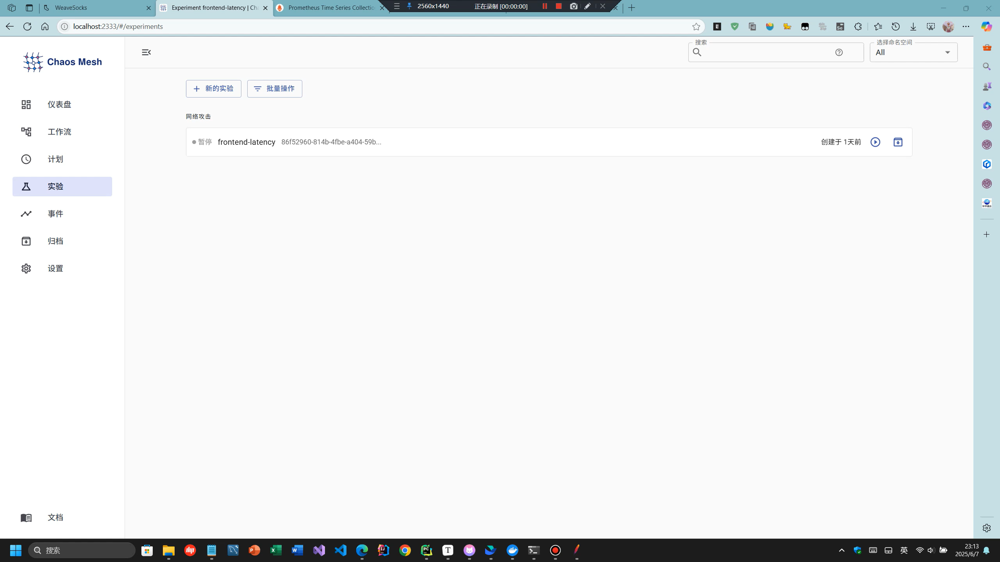 WeaveSocks
Experiment frontend-latency | Cha
Prometheus Time Series Collectio
2560x1440
正在录制 [00:00:00]
localhost:2333/#/experiments
Chaos Mesh
搜索
选择命名空间
All
仪表盘
工作流
计划
实验
事件
归档
设置
文档
新的实验
批量操作
网络攻击
暂停 frontend-latency 86f52960-814b-4fbe-a404-59b... 创建于 1天前
搜索
英
23:13
2025/6/7